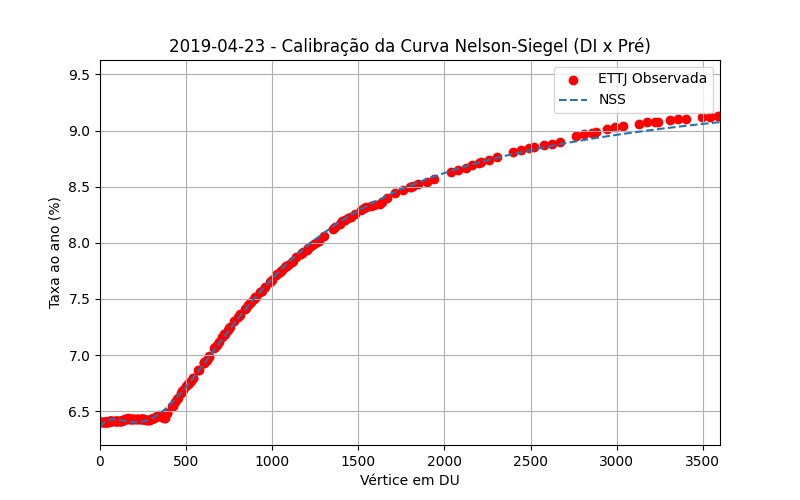 2019-04-23 - Calibração da Curva Nelson-Siegel (DI x Pré)
ETTJ Observada
NSS
Taxa ao ano (%)
9.5
9.0
8.5
8.0
7.5
7.0
6.5
0 500 1000 1500 2000 2500 3000 3500
Vértice em DU